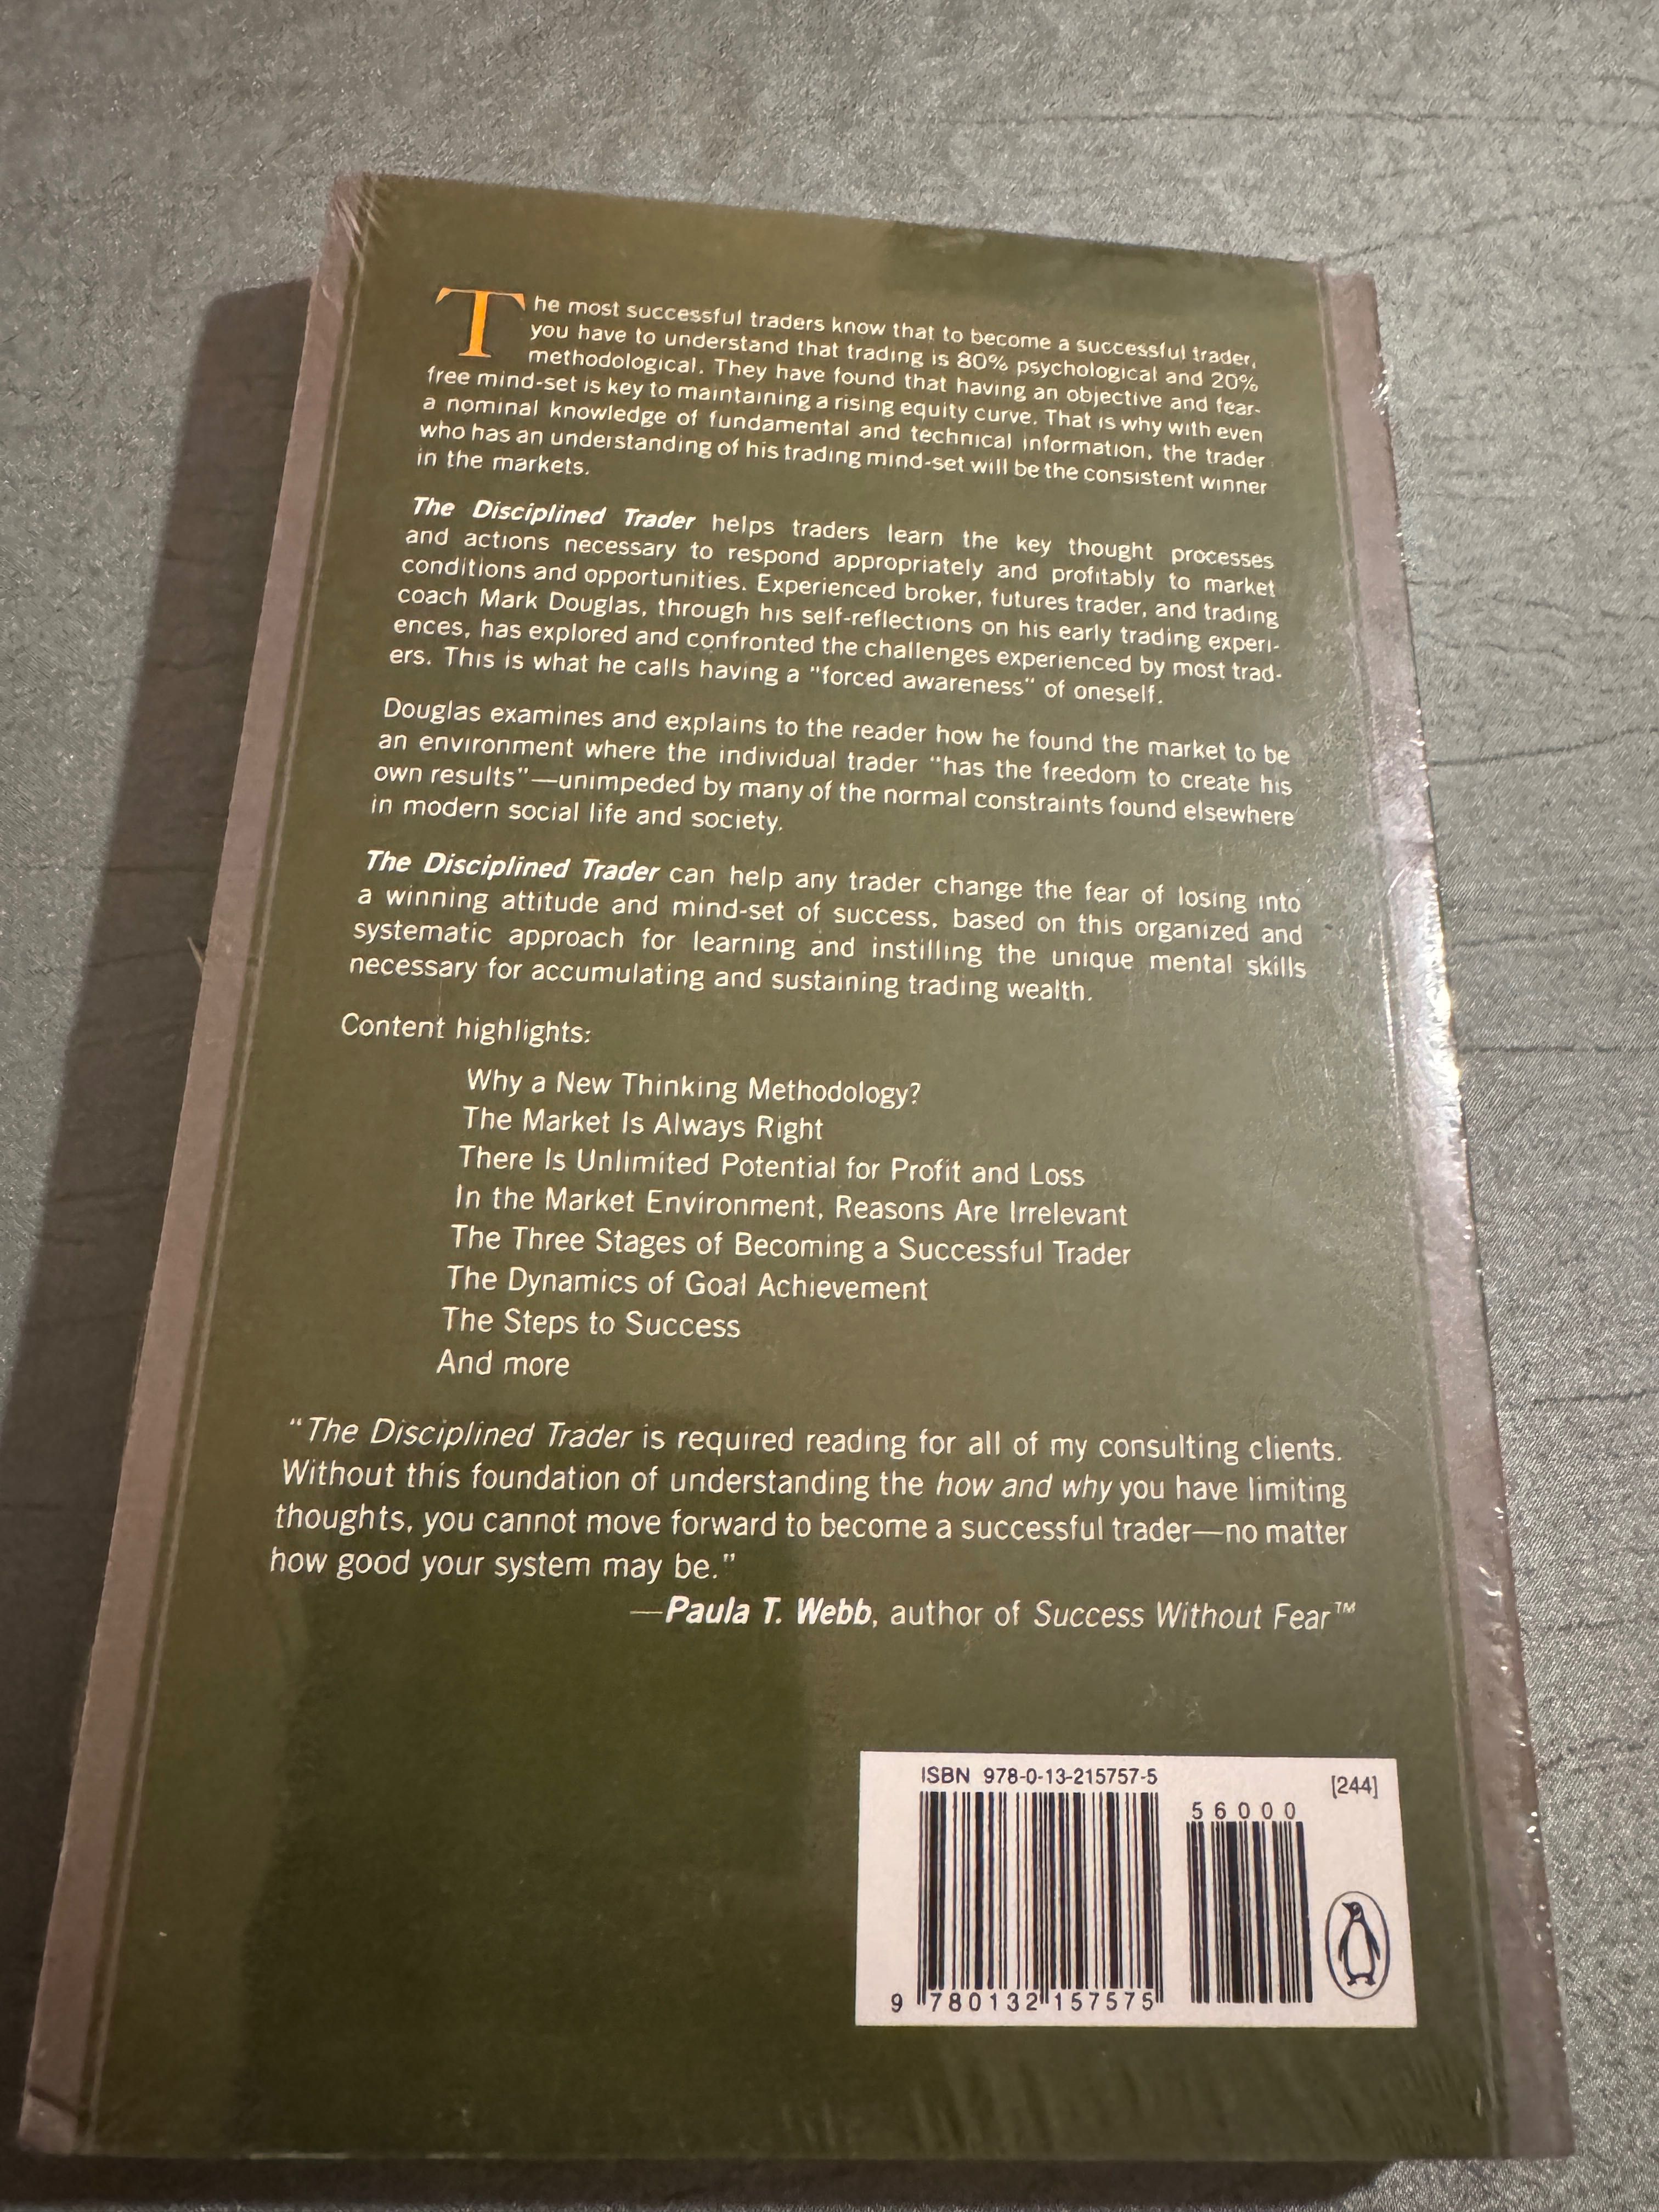 The most successful traders know that to become a successful trader,
you have to understand that trading is 80% psychological and 20%
methodological. They have found that having an objective and fear-
free mind-set is key to maintaining a rising equity curve. That is why with even
a nominal knowledge of fundamental and technical information, the trader
who has an understanding of his trading mind-set will be the consistent winner
in the markets.
The Disciplined Trader helps traders learn the key thought processes
and actions necessary to respond appropriately and profitably to market
conditions and opportunities. Experienced broker, futures trader, and trading
coach Mark Douglas, through his self-reflections on his early trading experi-
ences, has explored and confronted the challenges experienced by most trad-
ers. This is what he calls having a "forced awareness" of oneself.
Douglas examines and explains to the reader how he found the market to be
an environment where the individual trader "has the freedom to create his
own results"—unimpeded by many of the normal constraints found elsewhere
in modern social life and society.
The Disciplined Trader can help any trader change the fear of losing into
a winning attitude and mind-set of success, based on this organized and
systematic approach for learning and instilling the unique mental skills
necessary for accumulating and sustaining trading wealth.
Content highlights:
Why a New Thinking Methodology?
The Market Is Always Right
There Is Unlimited Potential for Profit and Loss
In the Market Environment, Reasons Are Irrelevant
The Three Stages of Becoming a Successful Trader
The Dynamics of Goal Achievement
The Steps to Success
And more
"The Disciplined Trader is required reading for all of my consulting clients.
Without this foundation of understanding the how and why you have limiting
thoughts, you cannot move forward to become a successful trader—no matter
how good your system may be."
—Paula T. Webb, author of Success Without Fear™
ISBN 978-0-13-215757-5
[244]
56000
9 780132 157575